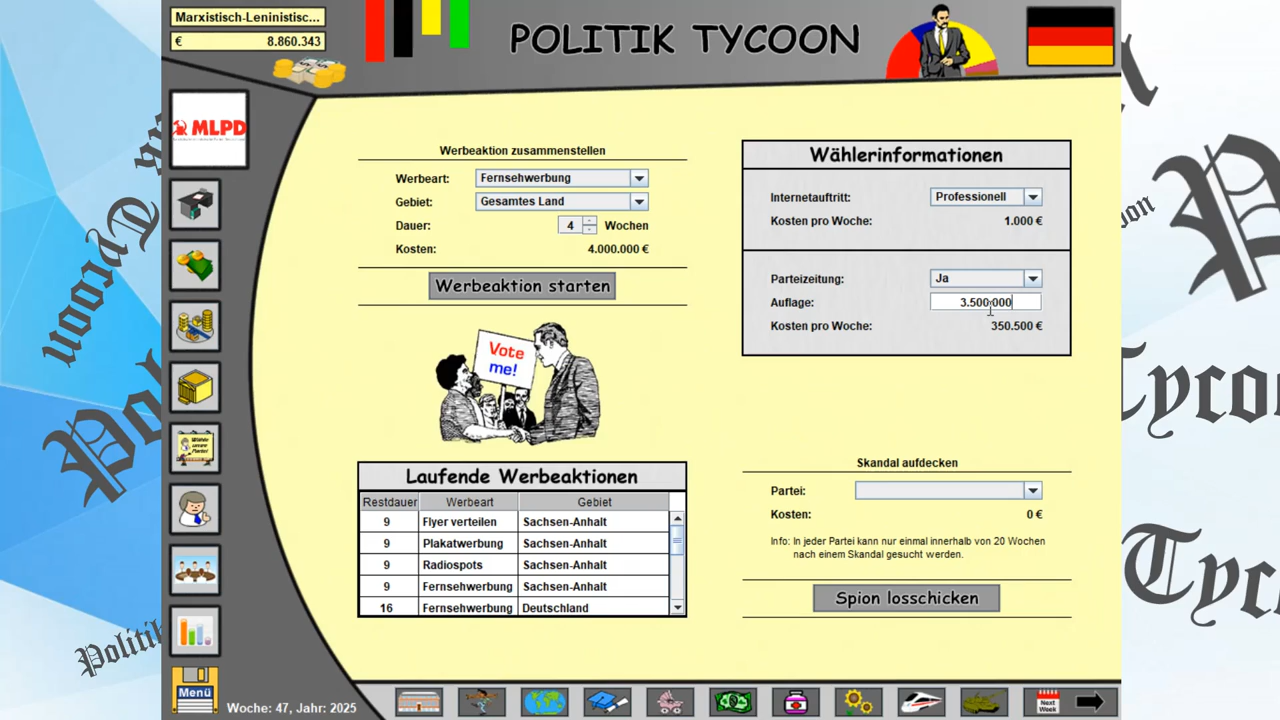 Marxistisch-Leninistisc...
€ 8.860.343
POLITIK TYCOON
MLPD
Werbeaktion zusammenstellen
Werbeart: Fernsehwerbung
Gebiet: Gesamtes Land
Dauer: 4 Wochen
Kosten: 4.000.000 €
Werbeaktion starten
Vote
me!
Laufende Werbeaktionen
Restdauer Werbeart Gebiet
9 Flyer verteilen Sachsen-Anhalt
9 Plakatwerbung Sachsen-Anhalt
9 Radiospots Sachsen-Anhalt
9 Fernsehwerbung Sachsen-Anhalt
16 Fernsehwerbung Deutschland
Wählerinformationen
Internetauftritt: Professionell
Kosten pro Woche: 1.000 €
Parteizeitung: Ja
Auflage: 3.500.000
Kosten pro Woche: 350.500 €
Skandal aufdecken
Partei:
Kosten: 0 €
Info: In jeder Partei kann nur einmal innerhalb von 20 Wochen
nach einem Skandal gesucht werden.
Spion losschicken
Wähle
unsere
Partei!
Menü
Woche: 47, Jahr: 2025
Next
Week
Tycoon
Politik